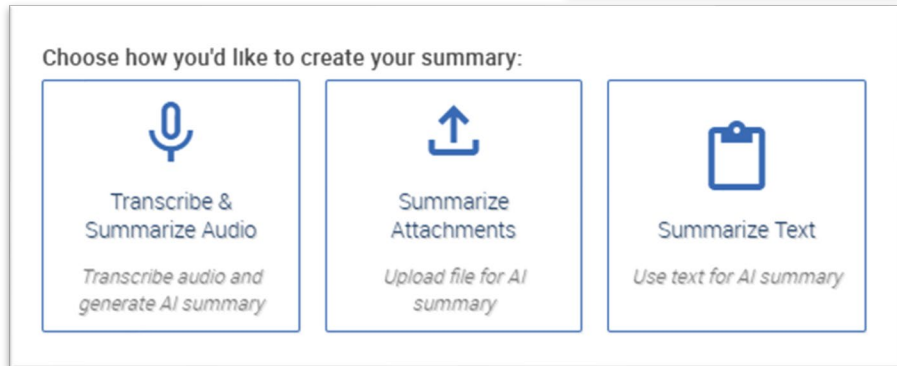 Choose how you'd like to create your summary:
Transcribe &
Summarize Audio
Transcribe audio and
generate AI summary
Summarize
Attachments
Upload file for AI
summary
Summarize Text
Use text for AI summary